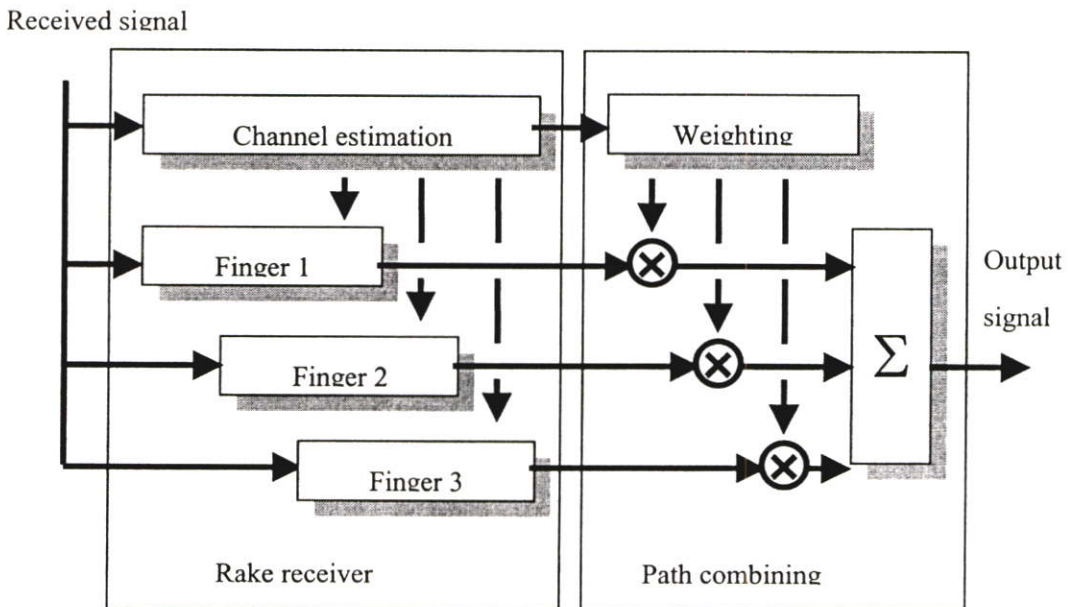 Received signal
Channel estimation
Weighting
Finger 1
Finger 2
Finger 3
Σ
Output
signal
Rake receiver
Path combining